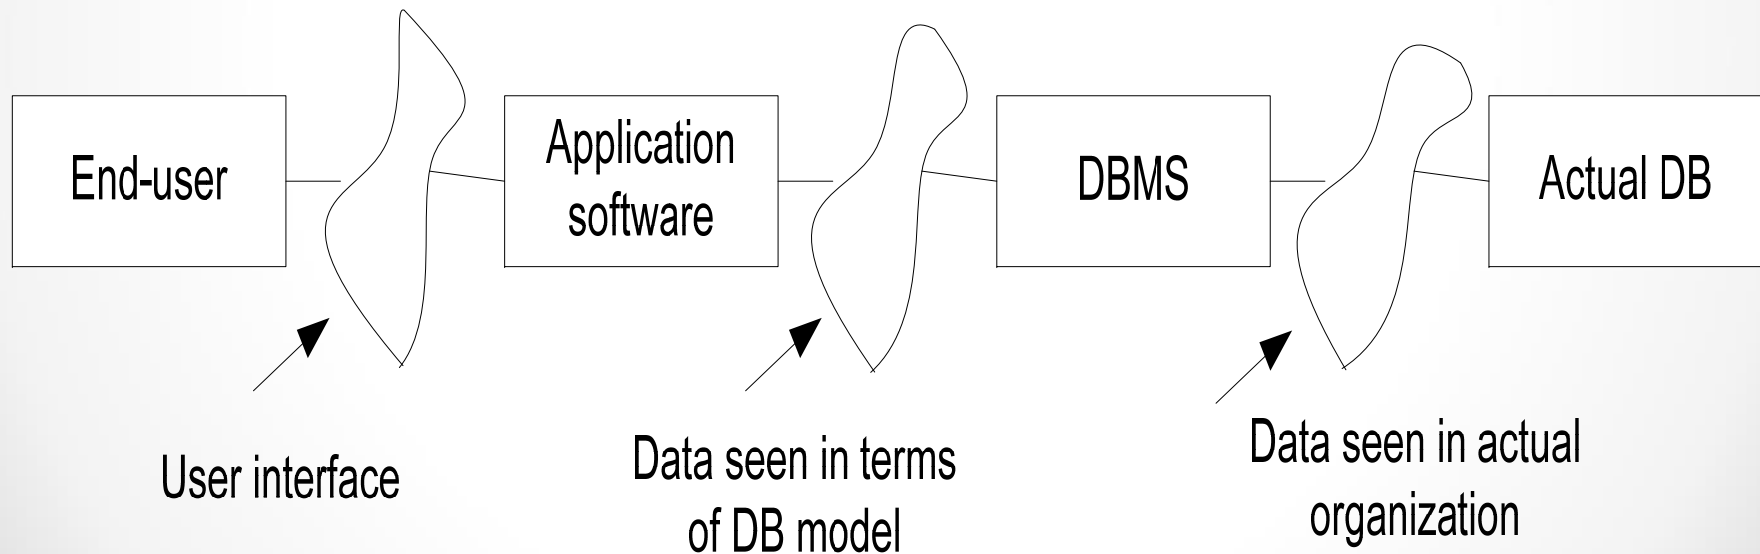 End-user
Application
software
DBMS
Actual DB
User interface
Data seen in terms
of DB model
Data seen in actual
organization